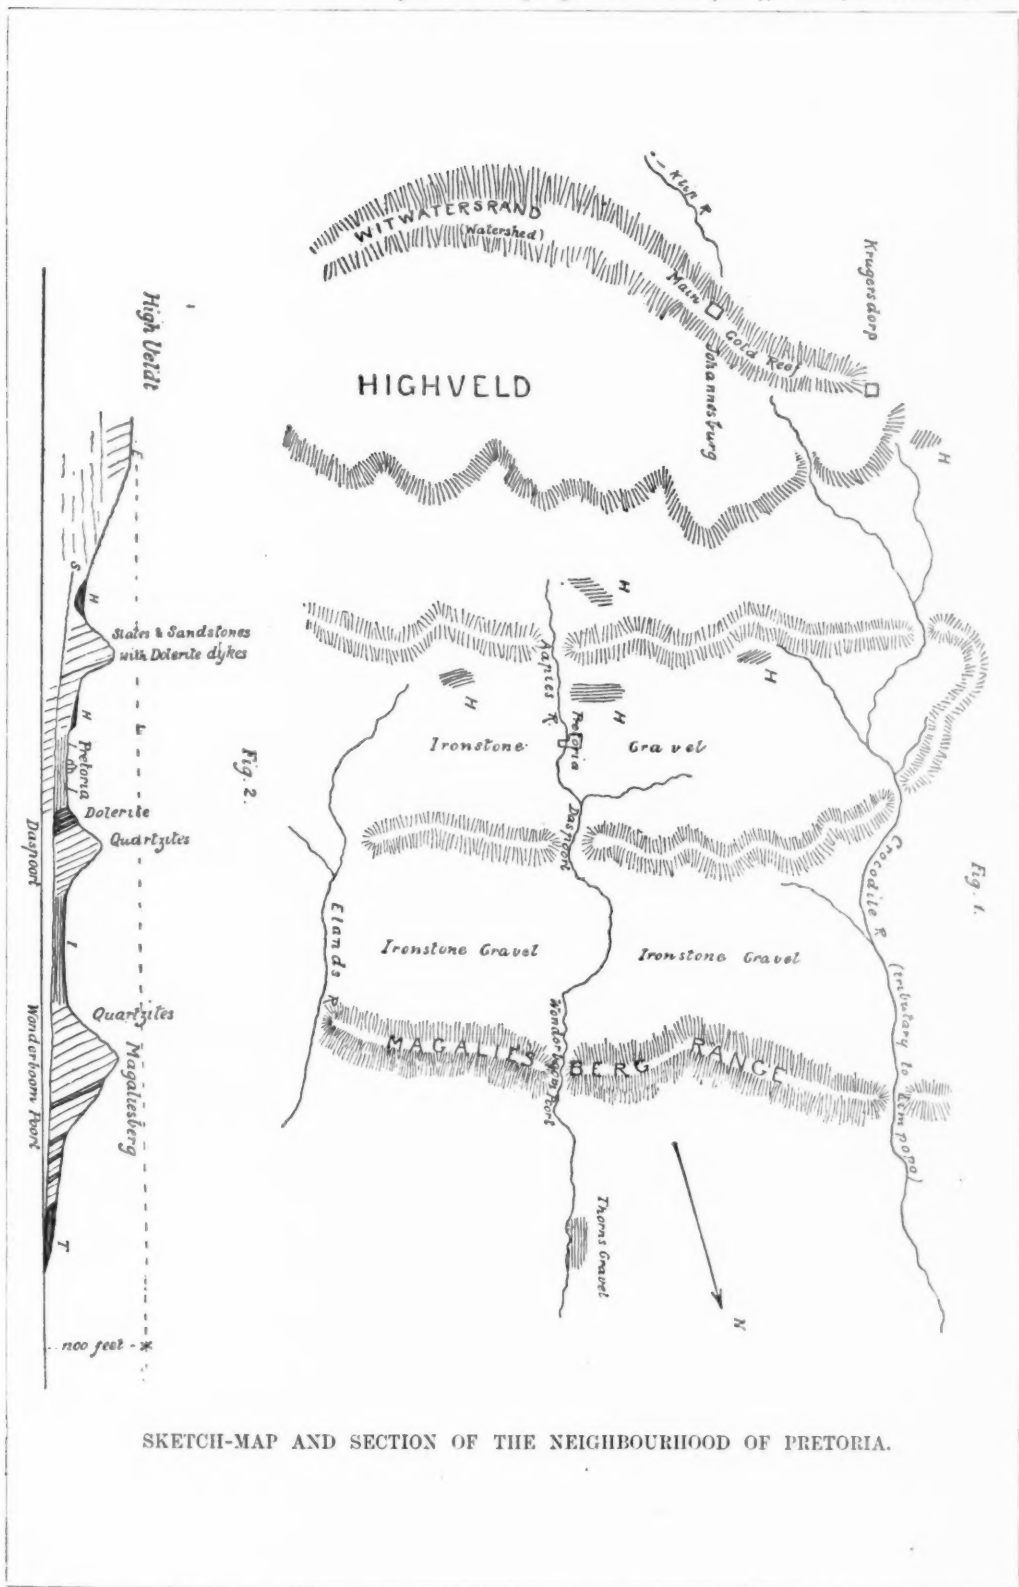 Krugersdorp
Klip R
WITWATERSRAND
(Watershed)
Main
Gold Reef
Johannesburg
HIGHVELD
H
H
H
H
H
Aapies R.
Pretoria
Ironstone
Gravel
Daspoort
Crocodile R (tributary to Limpopo)
Elands R
Ironstone Gravel
Ironstone Gravel
Wonderboom Poort
MAGALIESBERG RANGE
Thorns Gravel
N
Fig. 1.
High Veldt
S
H
Slates & Sandstones
with Dolerite dykes
H
L
Pretoria
Dolerite
Quartzites
Daspoort
I
Quartzites
Wonderboom Poort
Magaliesberg
T
feet
Fig. 2.
SKETCH-MAP AND SECTION OF THE NEIGHBOURHOOD OF PRETORIA.